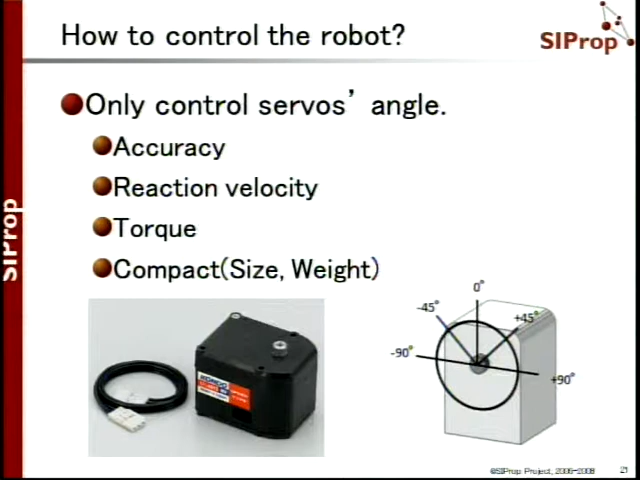 How to control the robot?
SIProp
Only control servos' angle.
Accuracy
Reaction velocity
Torque
Compact(Size, Weight)
SIProp
0°
-45°
+45°
-90°
+90°
KONDO
©SIProp Project, 2006-2008
21